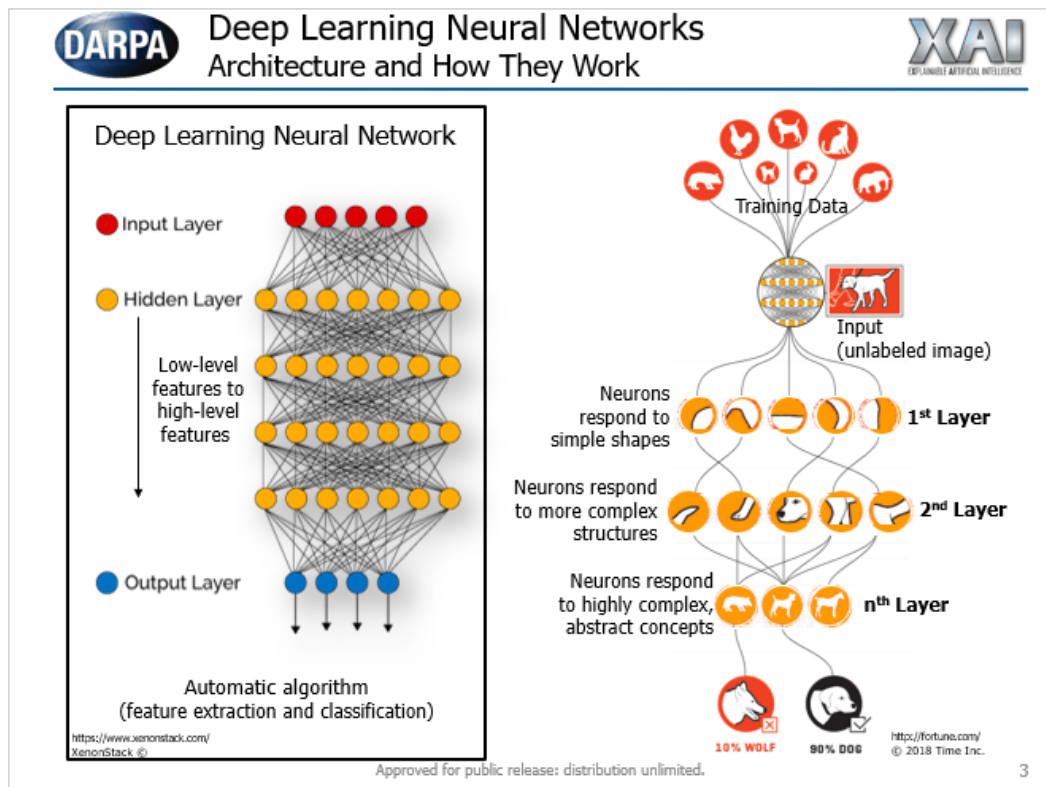 DARPA
Deep Learning Neural Networks
Architecture and How They Work
XAI
EXPLAINABLE ARTIFICIAL INTELLIGENCE
Deep Learning Neural Network
Input Layer
Hidden Layer
Low-level
features to
high-level
features
Output Layer
Automatic algorithm
(feature extraction and classification)
https://www.xenonstack.com/
XenonStack ©
Training Data
Input
(unlabeled image)
Neurons
respond to
simple shapes
1st Layer
Neurons respond
to more complex
structures
2nd Layer
Neurons respond
to highly complex,
abstract concepts
nth Layer
10% WOLF
90% DOG
http://fortune.com/
© 2018 Time Inc.
Approved for public release: distribution unlimited.
3